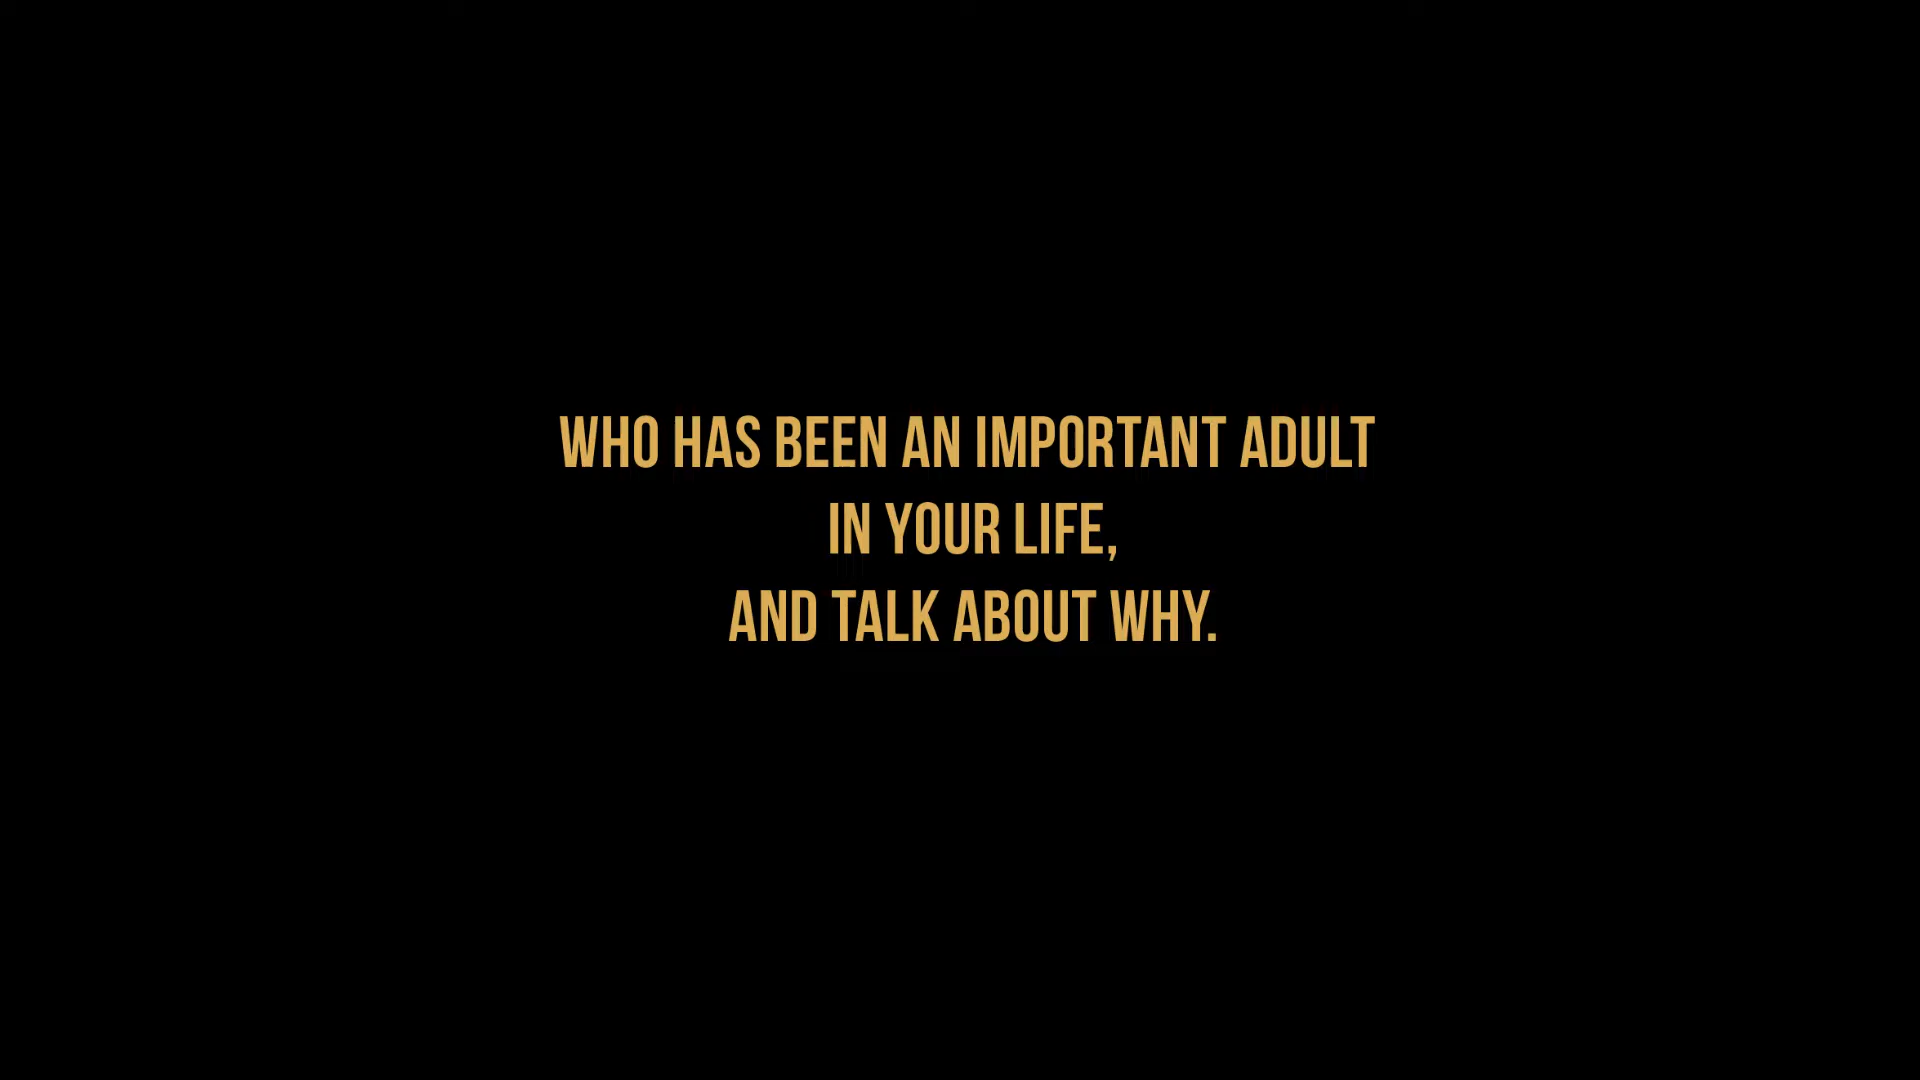 WHO HAS BEEN AN IMPORTANT ADULT
IN YOUR LIFE,
AND TALK ABOUT WHY.